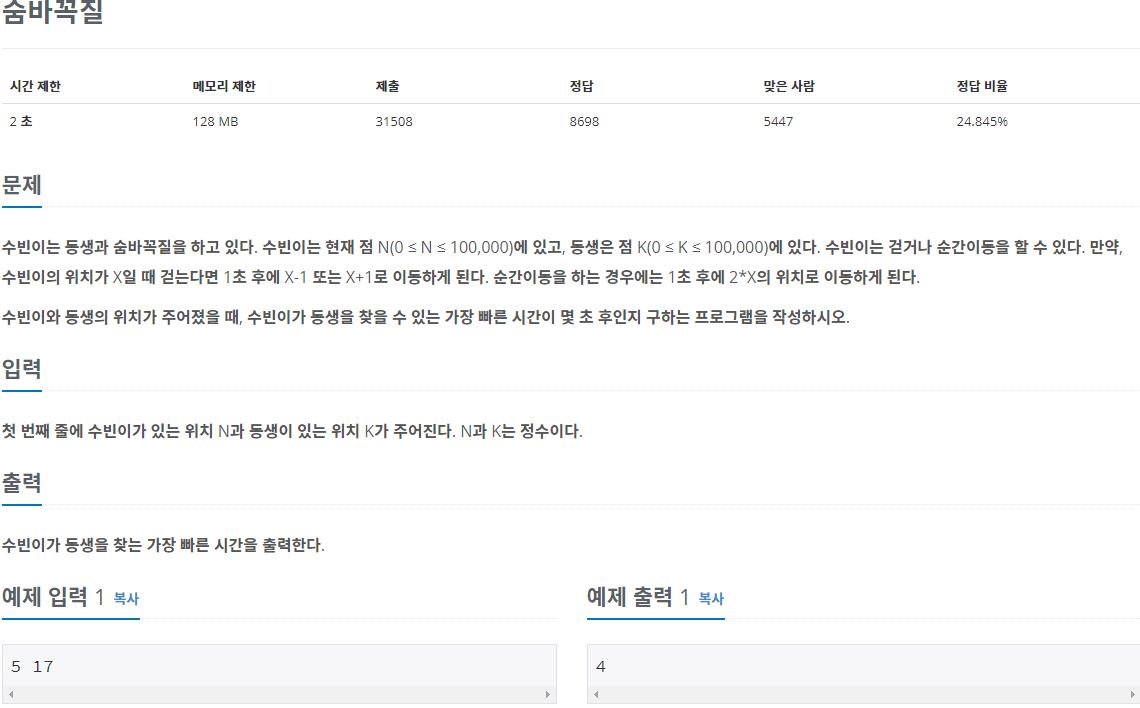 숨바꼭질
시간 제한 메모리 제한 제출 정답 맞은 사람 정답 비율
2 초 128 MB 31508 8698 5447 24.845%
문제
수빈이는 동생과 숨바꼭질을 하고 있다. 수빈이는 현재 점 N(0 ≤ N ≤ 100,000)에 있고, 동생은 점 K(0 ≤ K ≤ 100,000)에 있다. 수빈이는 걷거나 순간이동을 할 수 있다. 만약,
수빈이의 위치가 X일 때 걷는다면 1초 후에 X-1 또는 X+1로 이동하게 된다. 순간이동을 하는 경우에는 1초 후에 2*X의 위치로 이동하게 된다.
수빈이와 동생의 위치가 주어졌을 때, 수빈이가 동생을 찾을 수 있는 가장 빠른 시간이 몇 초 후인지 구하는 프로그램을 작성하시오.
입력
첫 번째 줄에 수빈이가 있는 위치 N과 동생이 있는 위치 K가 주어진다. N과 K는 정수이다.
출력
수빈이가 동생을 찾는 가장 빠른 시간을 출력한다.
예제 입력 1 복사
5 17
예제 출력 1 복사
4